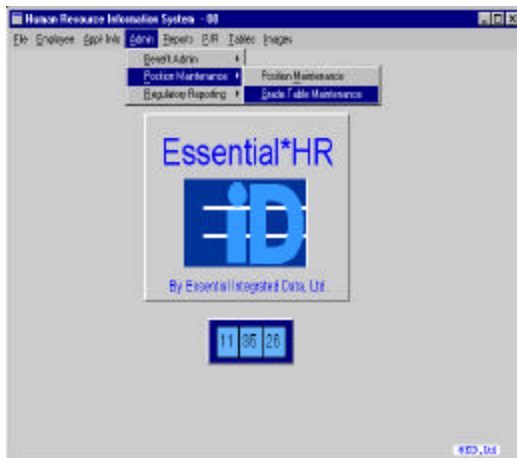 Human Resource Information System - 00
File Employee Appl Info Admin Reports P/R Tables Images
Benefit Admin
Position Maintenance
Position Maintenance
Grade Table Maintenance
Regulatory Reporting
Essential*HR
iD
By Essential Integrated Data, Ltd.
11 35 26